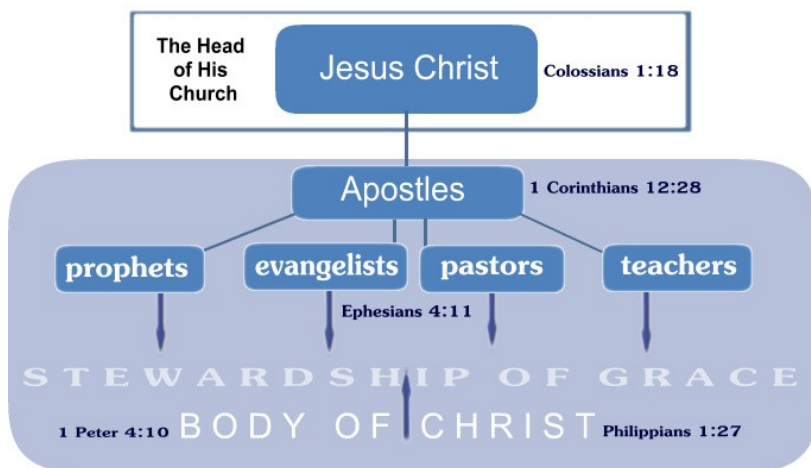 The Head
of His
Church
Jesus Christ
Colossians 1:18
Apostles
1 Corinthians 12:28
prophets
evangelists
pastors
teachers
Ephesians 4:11
STEWARDSHIP OF GRACE
1 Peter 4:10
BODY OF CHRIST
Philippians 1:27